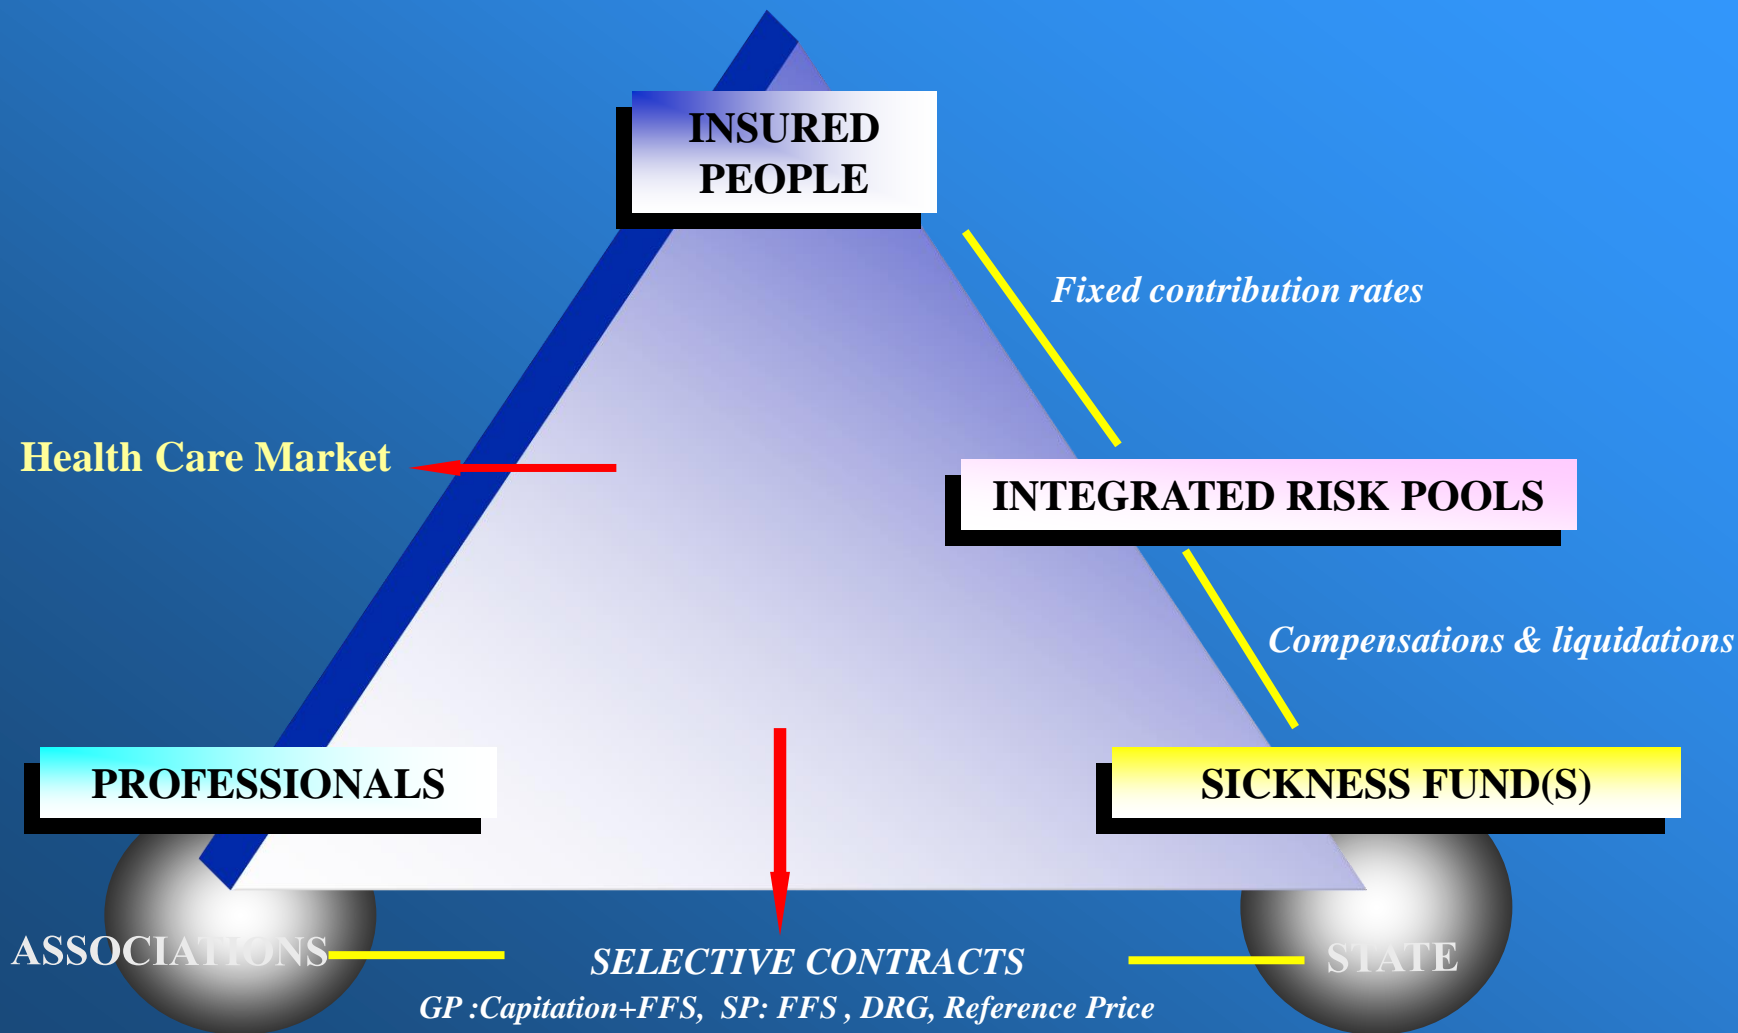 INSURED
PEOPLE
Fixed contribution rates
Health Care Market
INTEGRATED RISK POOLS
Compensations & liquidations
PROFESSIONALS
SICKNESS FUND(S)
ASSOCIATIONS
SELECTIVE CONTRACTS
STATE
GP :Capitation+FFS, SP: FFS , DRG, Reference Price